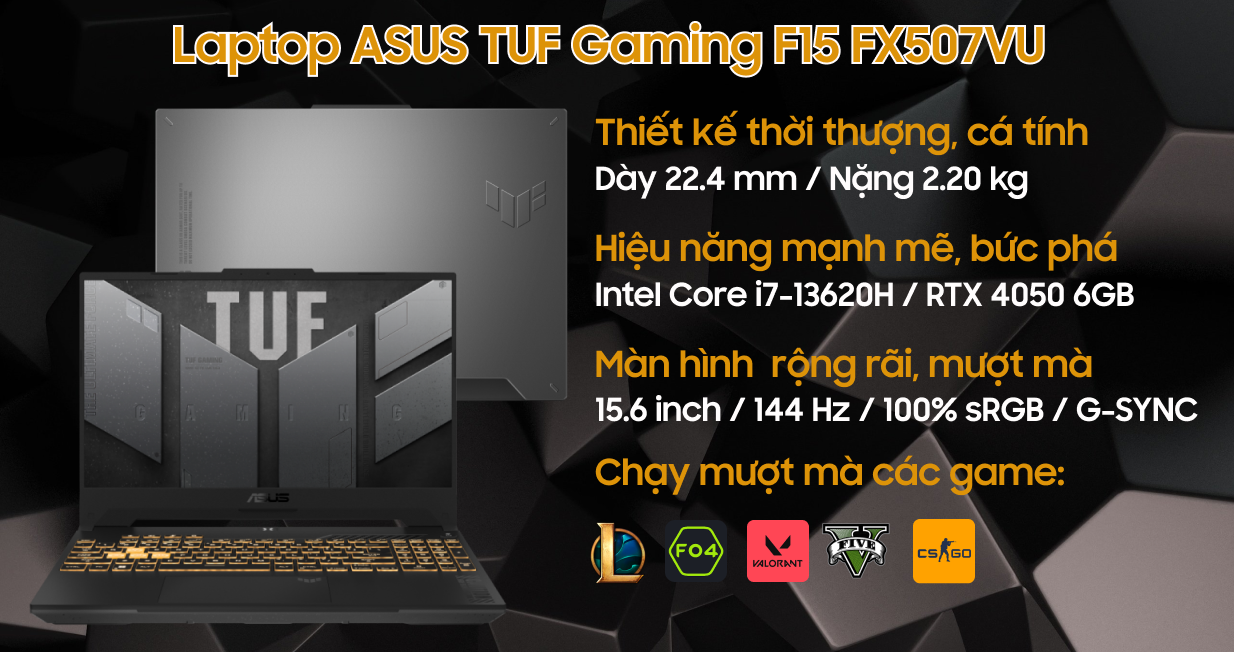 Laptop ASUS TUF Gaming F15 FX507VU
Thiết kế thời thượng, cá tính
Dày 22.4 mm / Nặng 2.20 kg
Hiệu năng mạnh mẽ, bức phá
Intel Core i7-13620H / RTX 4050 6GB
Màn hình rộng rãi, mượt mà
15.6 inch / 144 Hz / 100% sRGB / G-SYNC
Chạy mượt mà các game:
L
FO4
VALORANT
V FIVE
CS GO
TUF
TUF
GAMING
ASUS